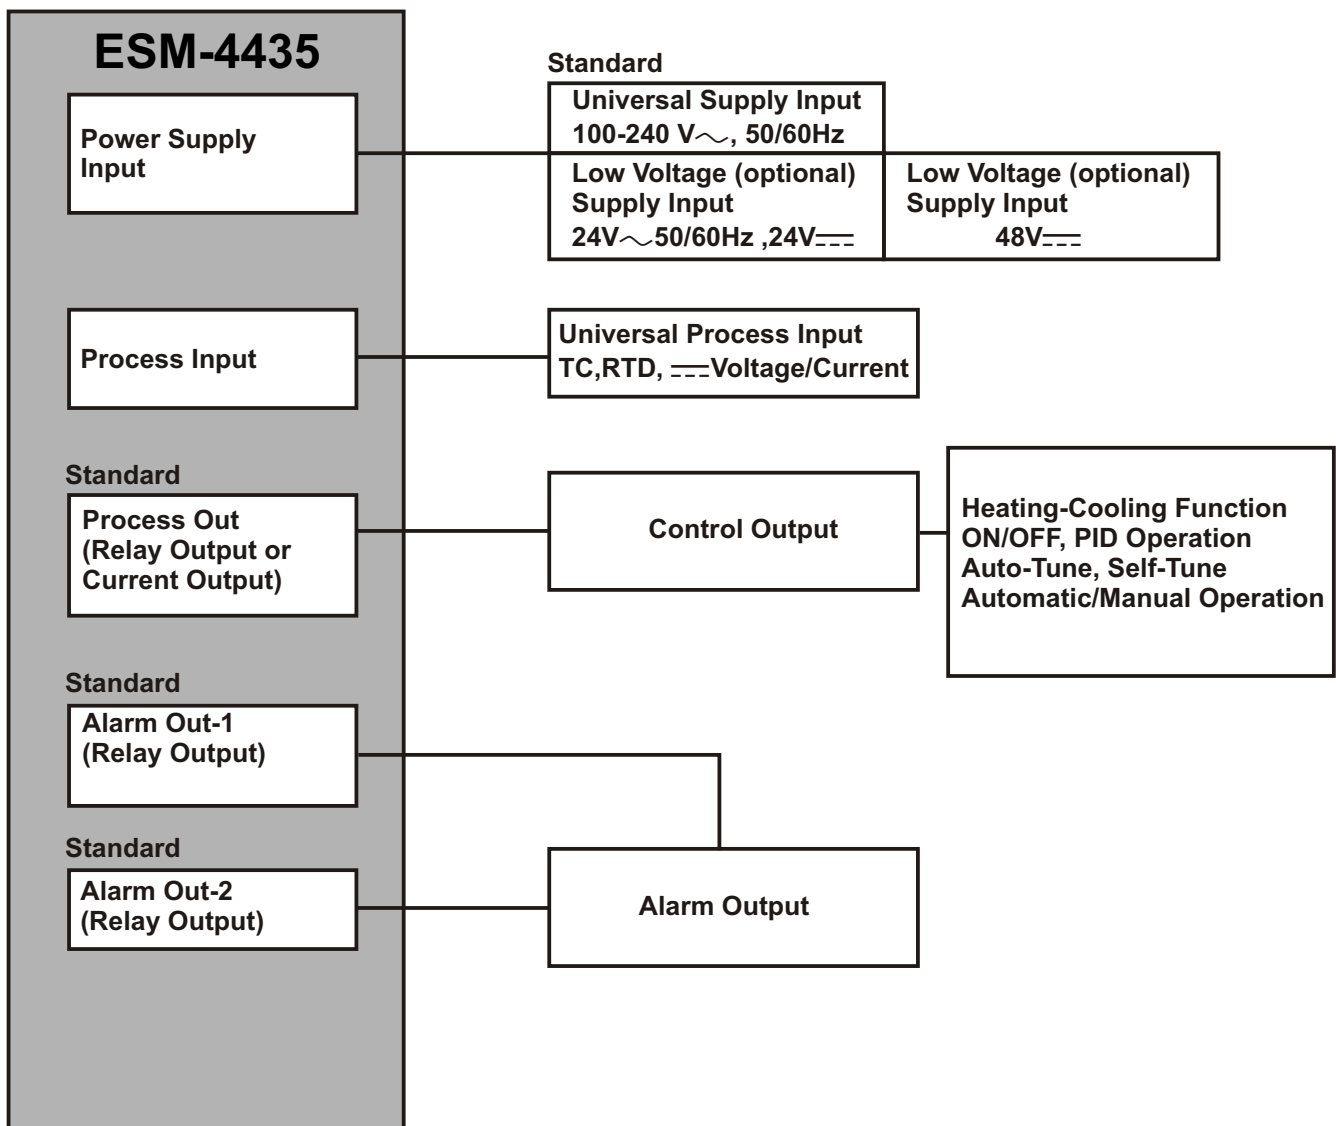 ESM-4435
Power Supply
Input
Standard
Universal Supply Input
100-240 V∿, 50/60Hz
Low Voltage (optional)
Supply Input
24V∿50/60Hz ,24V⎓
Low Voltage (optional)
Supply Input
48V⎓
Process Input
Universal Process Input
TC,RTD, ⎓Voltage/Current
Standard
Process Out
(Relay Output or
Current Output)
Control Output
Heating-Cooling Function
ON/OFF, PID Operation
Auto-Tune, Self-Tune
Automatic/Manual Operation
Standard
Alarm Out-1
(Relay Output)
Standard
Alarm Out-2
(Relay Output)
Alarm Output